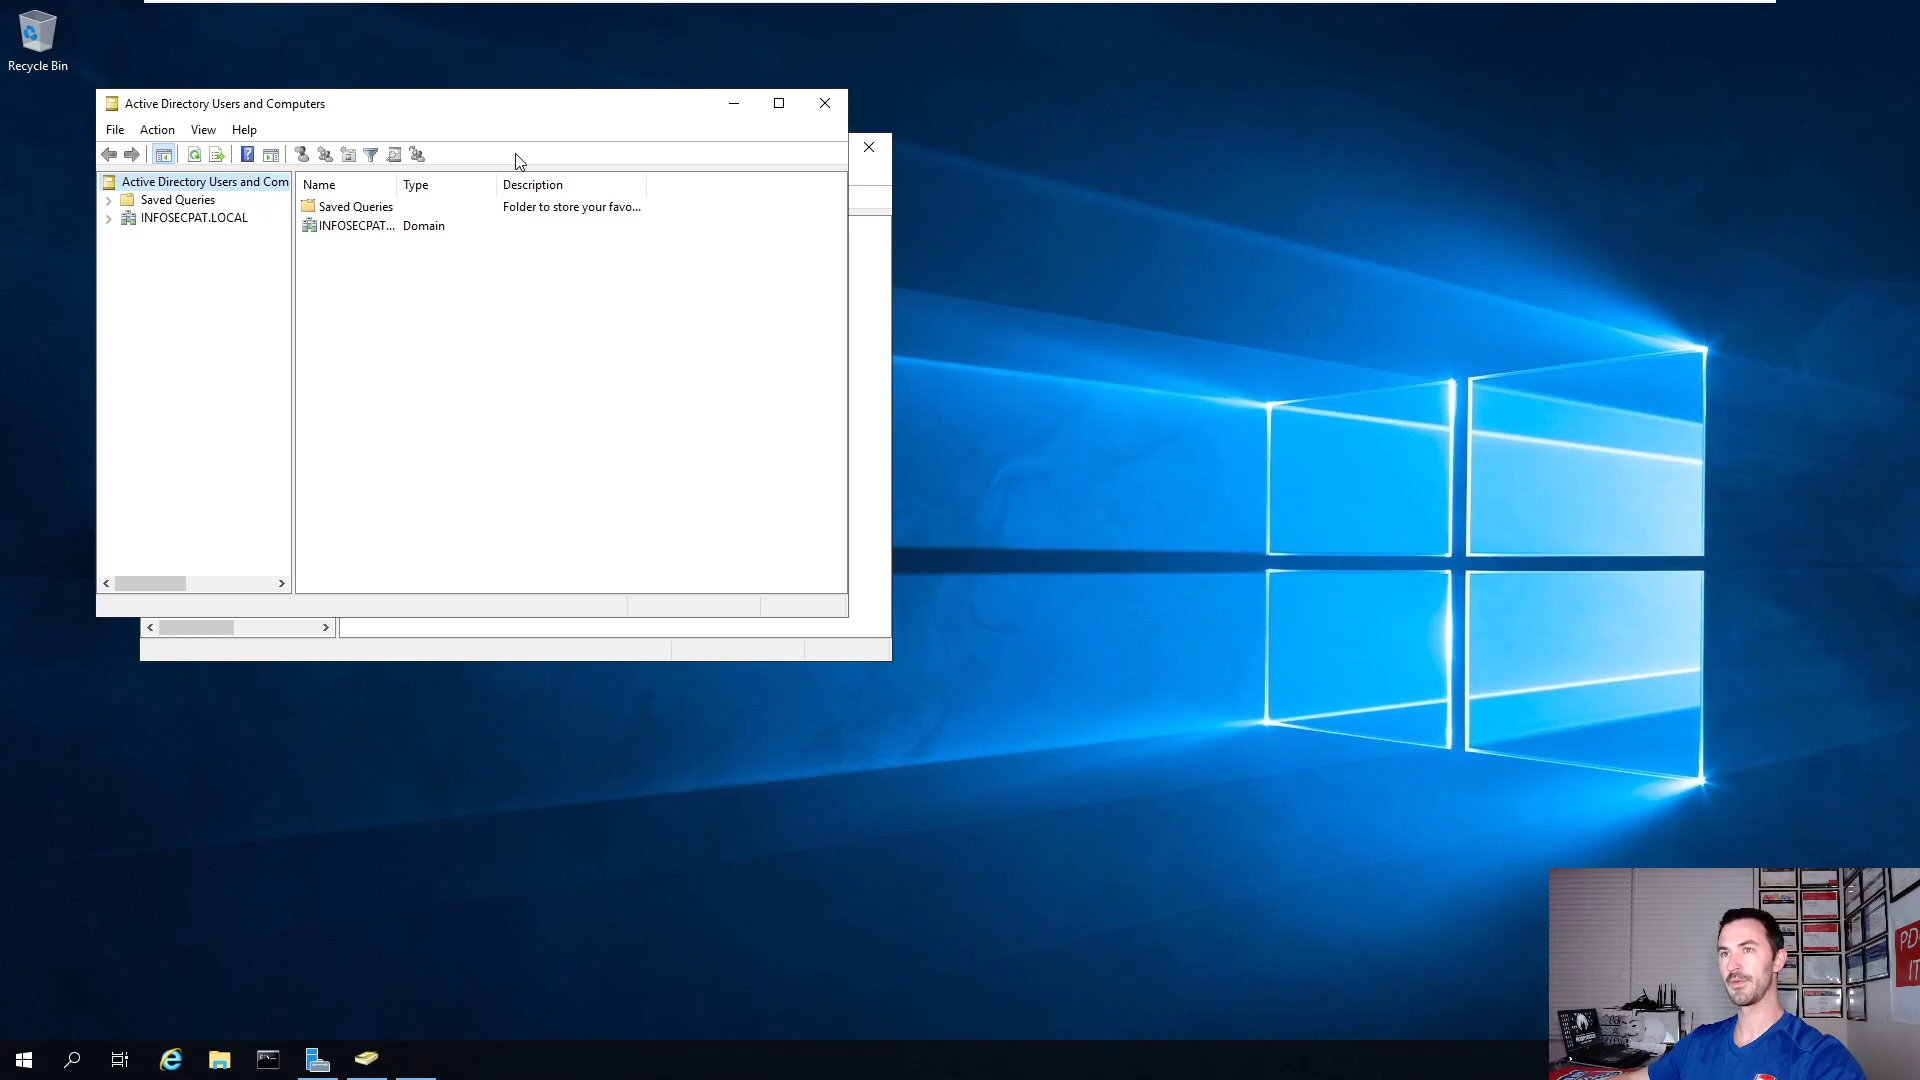 Recycle Bin
Active Directory Users and Computers
File Action View Help
Active Directory Users and Com
Saved Queries
INFOSECPAT.LOCAL
Name Type Description
Saved Queries Folder to store your favo...
INFOSECPAT... Domain